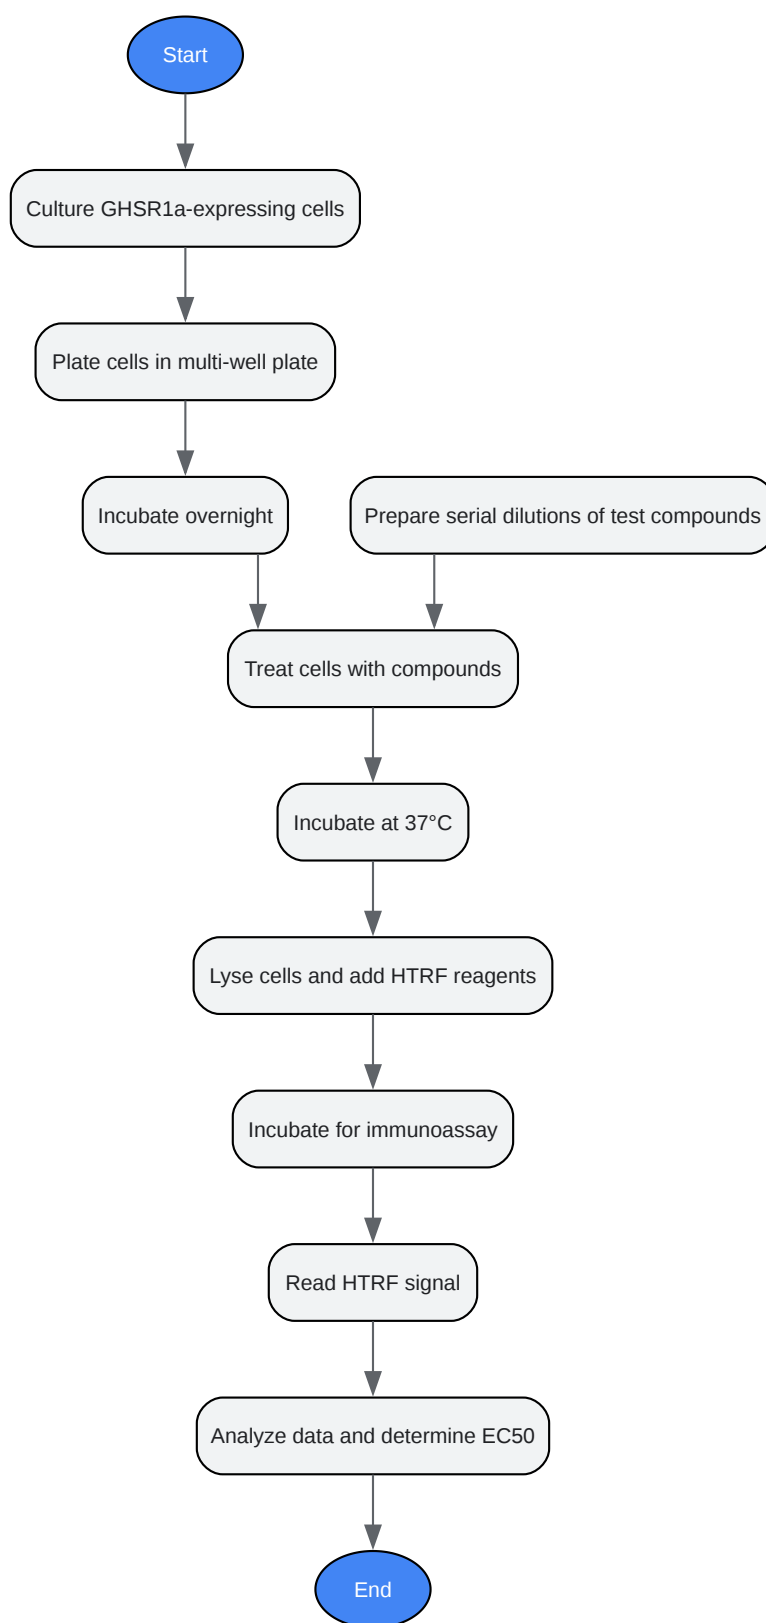 Start
Culture GHSR1a-expressing cells
Plate cells in multi-well plate
Incubate overnight
Prepare serial dilutions of test compounds
Treat cells with compounds
Incubate at 37°C
Lyse cells and add HTRF reagents
Incubate for immunoassay
Read HTRF signal
Analyze data and determine EC50
End